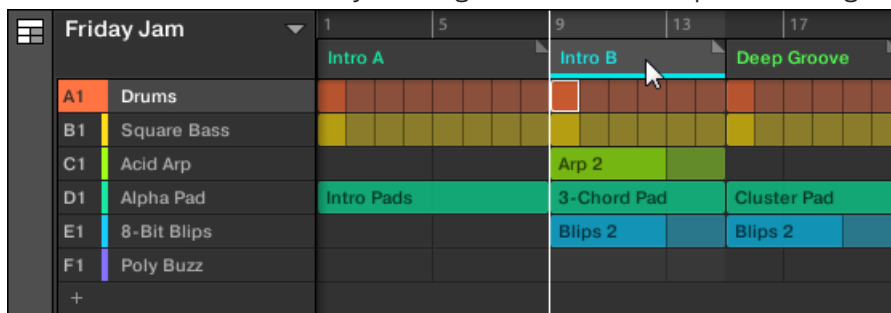 Friday Jam 1 5 9 13 17
Intro A Intro B Deep Groove
A1 Drums
B1 Square Bass
C1 Acid Arp Arp 2
D1 Alpha Pad Intro Pads 3-Chord Pad Cluster Pad
E1 8-Bit Blips Blips 2 Blips 2
F1 Poly Buzz
+